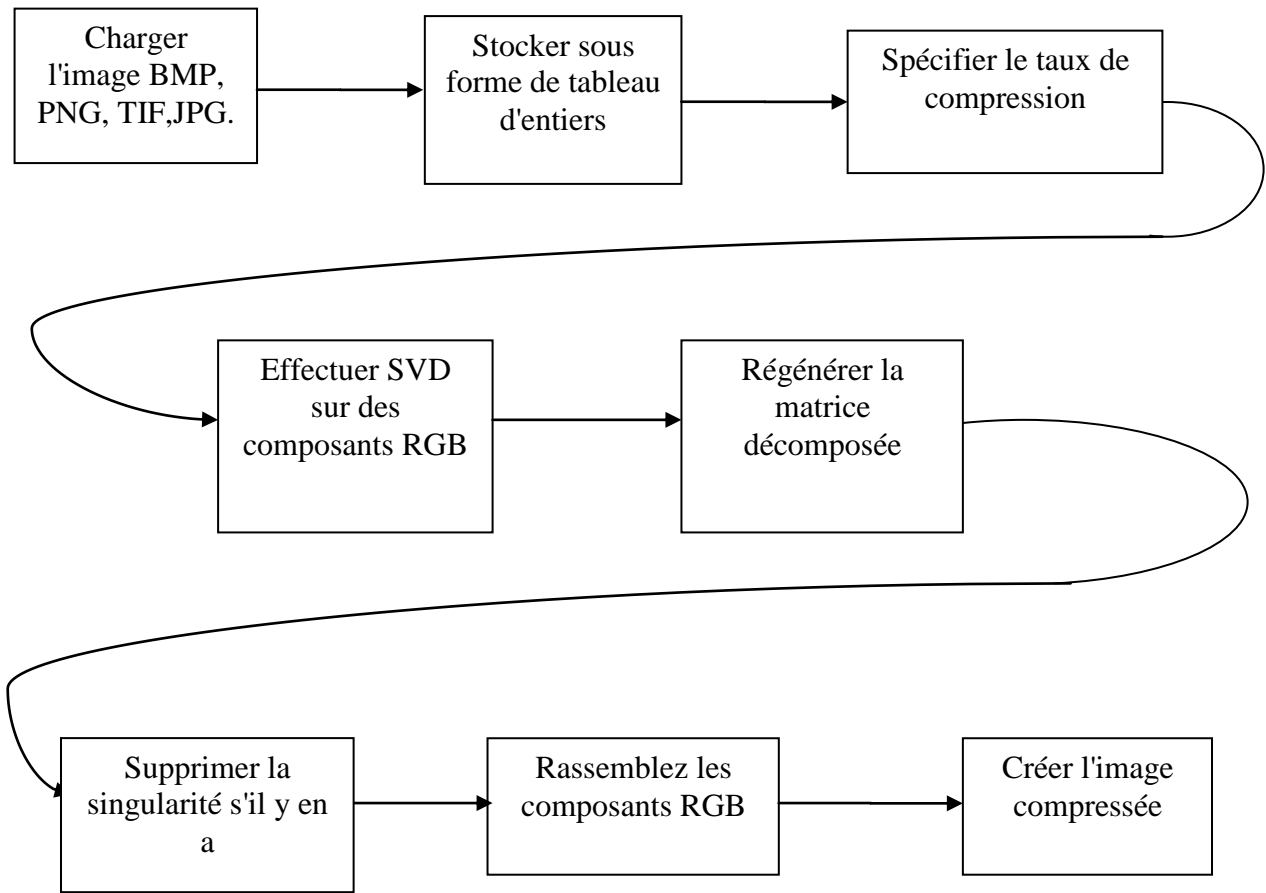 Charger
l'image BMP,
PNG, TIF,JPG.
Stocker sous
forme de tableau
d'entiers
Spécifier le taux de
compression
Effectuer SVD
sur des
composants RGB
Régénérer la
matrice
décomposée
Supprimer la
singularité s'il y en
a
Rassemblez les
composants RGB
Créer l'image
compressée